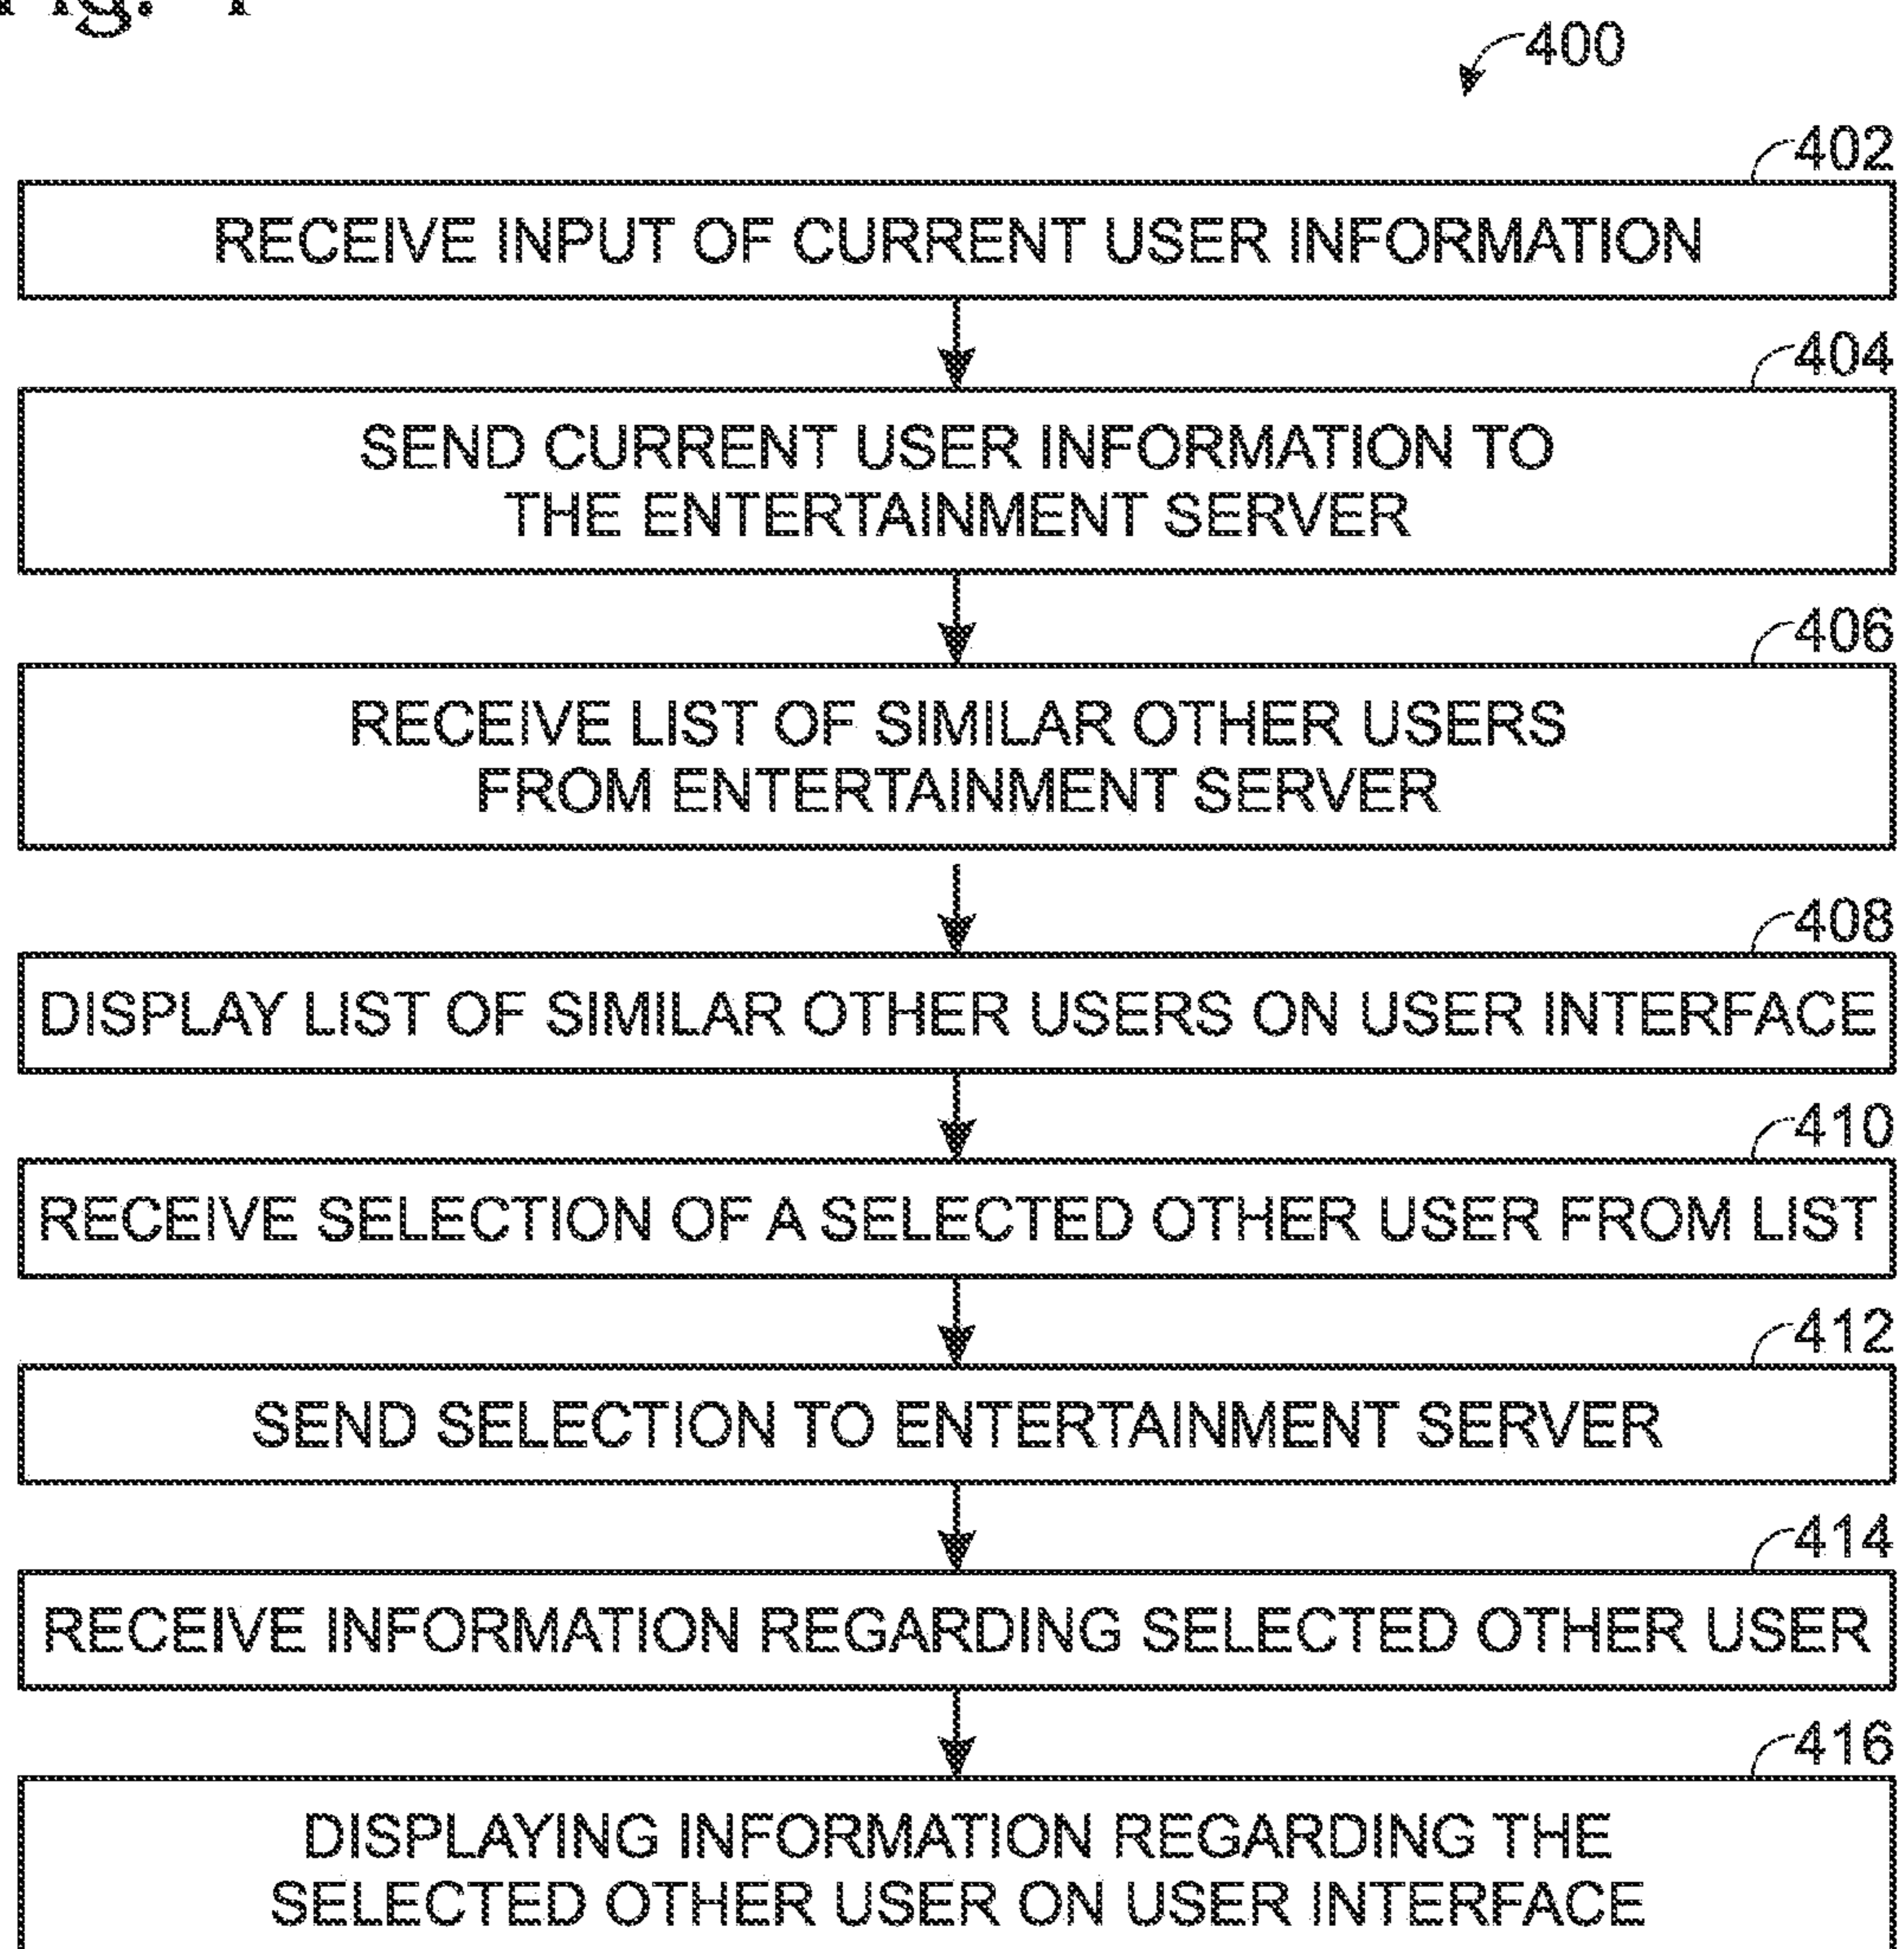 400
402
RECEIVE INPUT OF CURRENT USER INFORMATION
404
SEND CURRENT USER INFORMATION TO
THE ENTERTAINMENT SERVER
406
RECEIVE LIST OF SIMILAR OTHER USERS
FROM ENTERTAINMENT SERVER
408
DISPLAY LIST OF SIMILAR OTHER USERS ON USER INTERFACE
410
RECEIVE SELECTION OF A SELECTED OTHER USER FROM LIST
412
SEND SELECTION TO ENTERTAINMENT SERVER
414
RECEIVE INFORMATION REGARDING SELECTED OTHER USER
416
DISPLAYING INFORMATION REGARDING THE
SELECTED OTHER USER ON USER INTERFACE